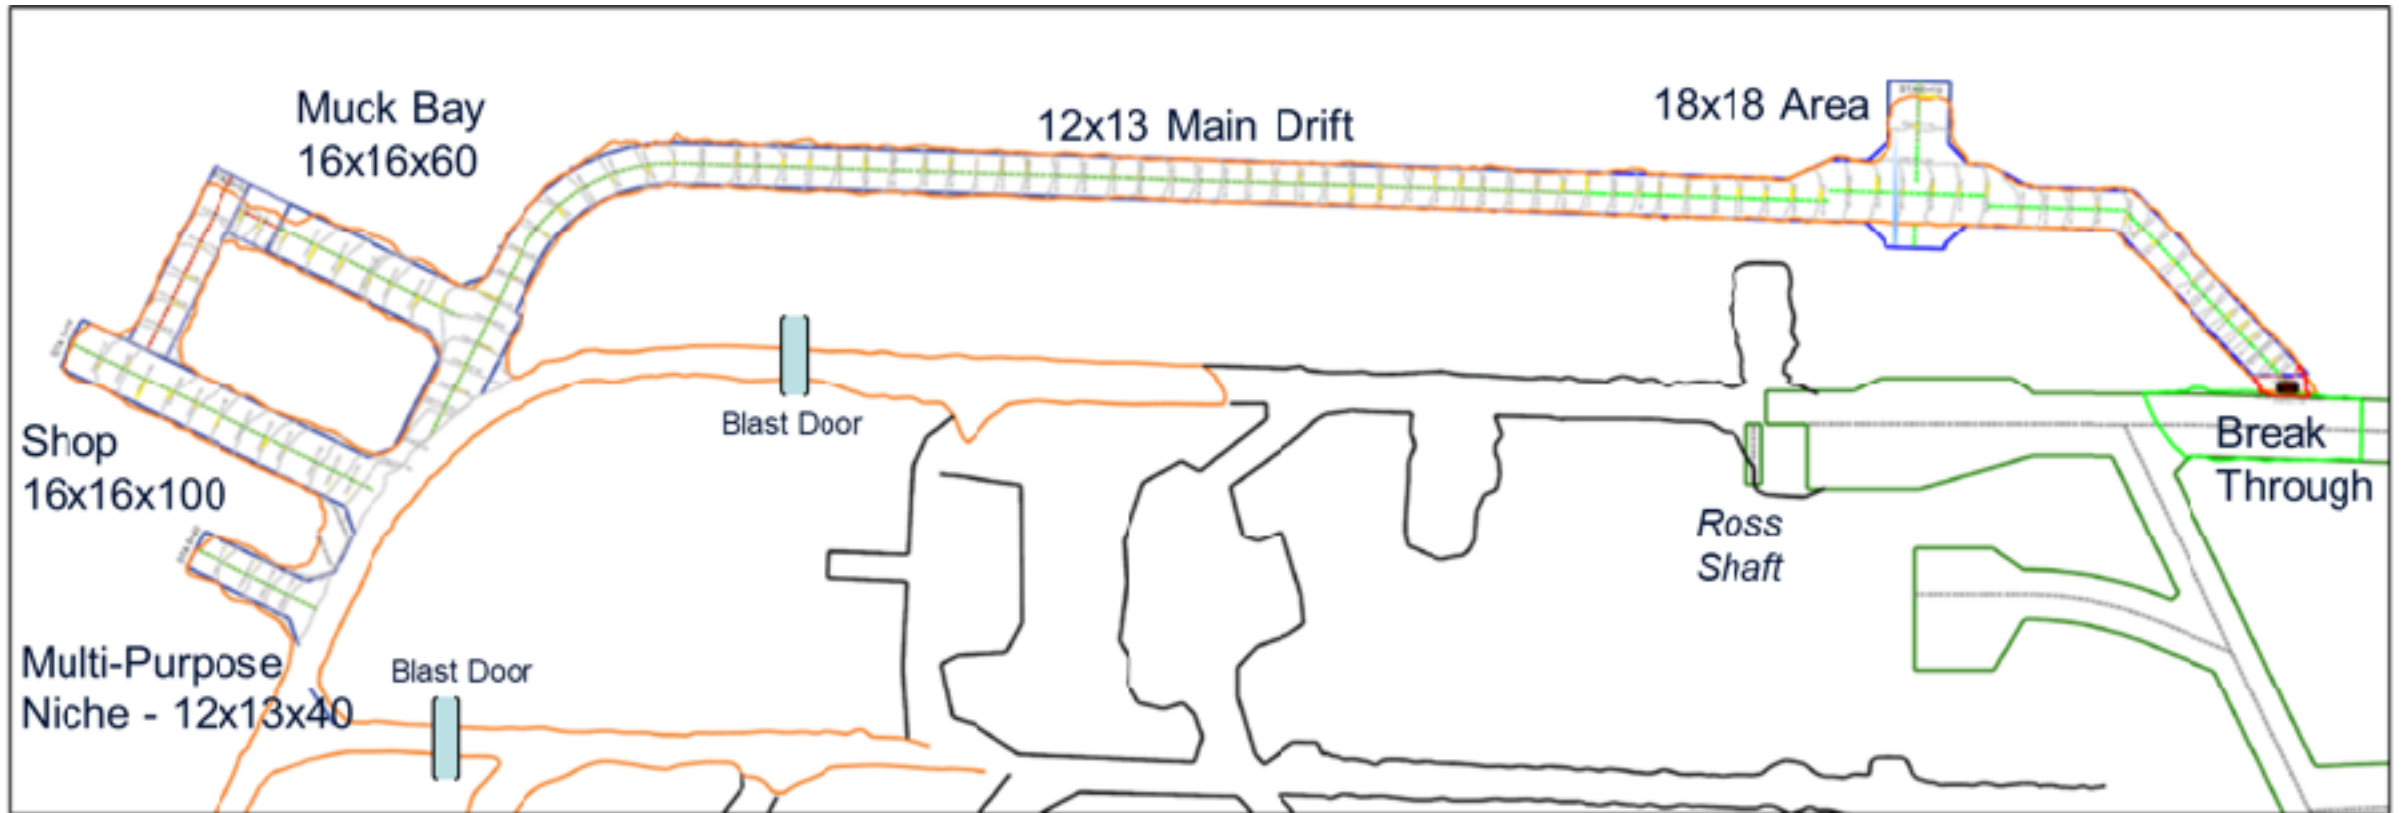 Muck Bay
16x16x60
12x13 Main Drift
18x18 Area
Blast Door
Shop
16x16x100
Break
Through
Ross
Shaft
Multi-Purpose
Niche - 12x13x40
Blast Door